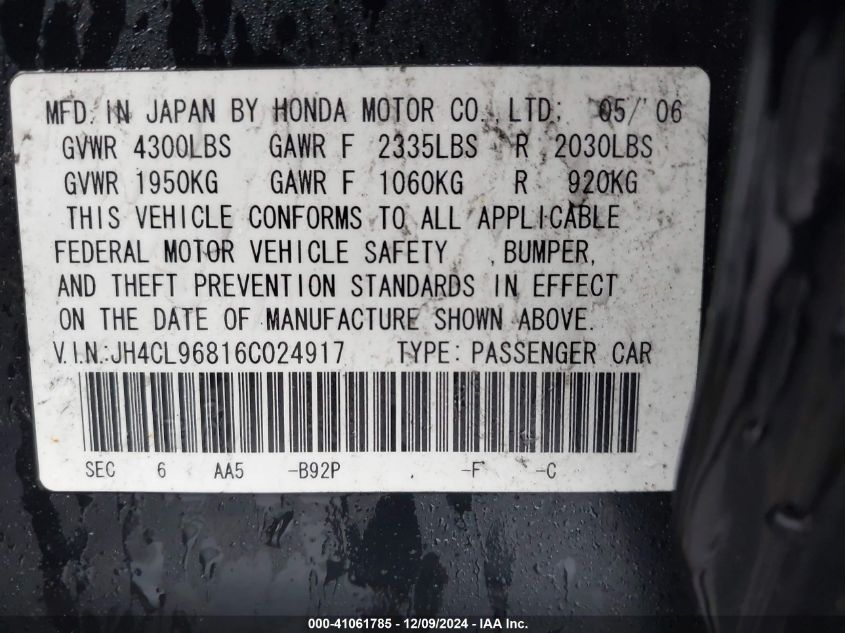 MFD. IN JAPAN BY HONDA MOTOR CO., LTD; 05/'06
GVWR 4300LBS GAWR F 2335LBS R 2030LBS
GVWR 1950KG GAWR F 1060KG R 920KG
THIS VEHICLE CONFORMS TO ALL APPLICABLE
FEDERAL MOTOR VEHICLE SAFETY , BUMPER,
AND THEFT PREVENTION STANDARDS IN EFFECT
ON THE DATE OF MANUFACTURE SHOWN ABOVE.
V.I.N.:JH4CL96816C024917 TYPE: PASSENGER CAR
SEC 6 AA5 -B92P -F -C
000-41061785 - 12/09/2024 - IAA Inc.